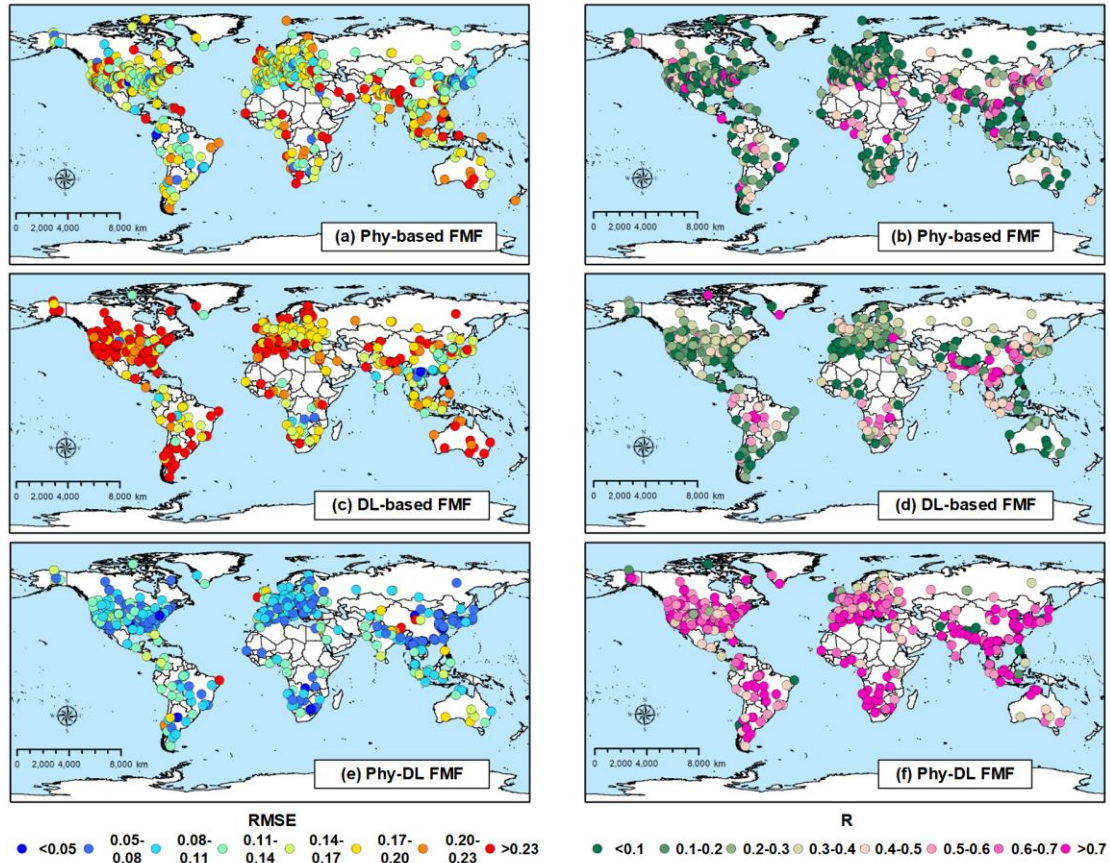 0 2,000 4,000 8,000 km
(a) Phy-based FMF
0 2,000 4,000 8,000 km
(b) Phy-based FMF
0 2,000 4,000 8,000 km
(c) DL-based FMF
0 2,000 4,000 8,000 km
(d) DL-based FMF
0 2,000 4,000 8,000 km
(e) Phy-DL FMF
0 2,000 4,000 8,000 km
(f) Phy-DL FMF
RMSE
<0.05 0.05-0.08 0.08-0.11 0.11-0.14 0.14-0.17 0.17-0.20 0.20-0.23 >0.23
R
<0.1 0.1-0.2 0.2-0.3 0.3-0.4 0.4-0.5 0.5-0.6 0.6-0.7 >0.7